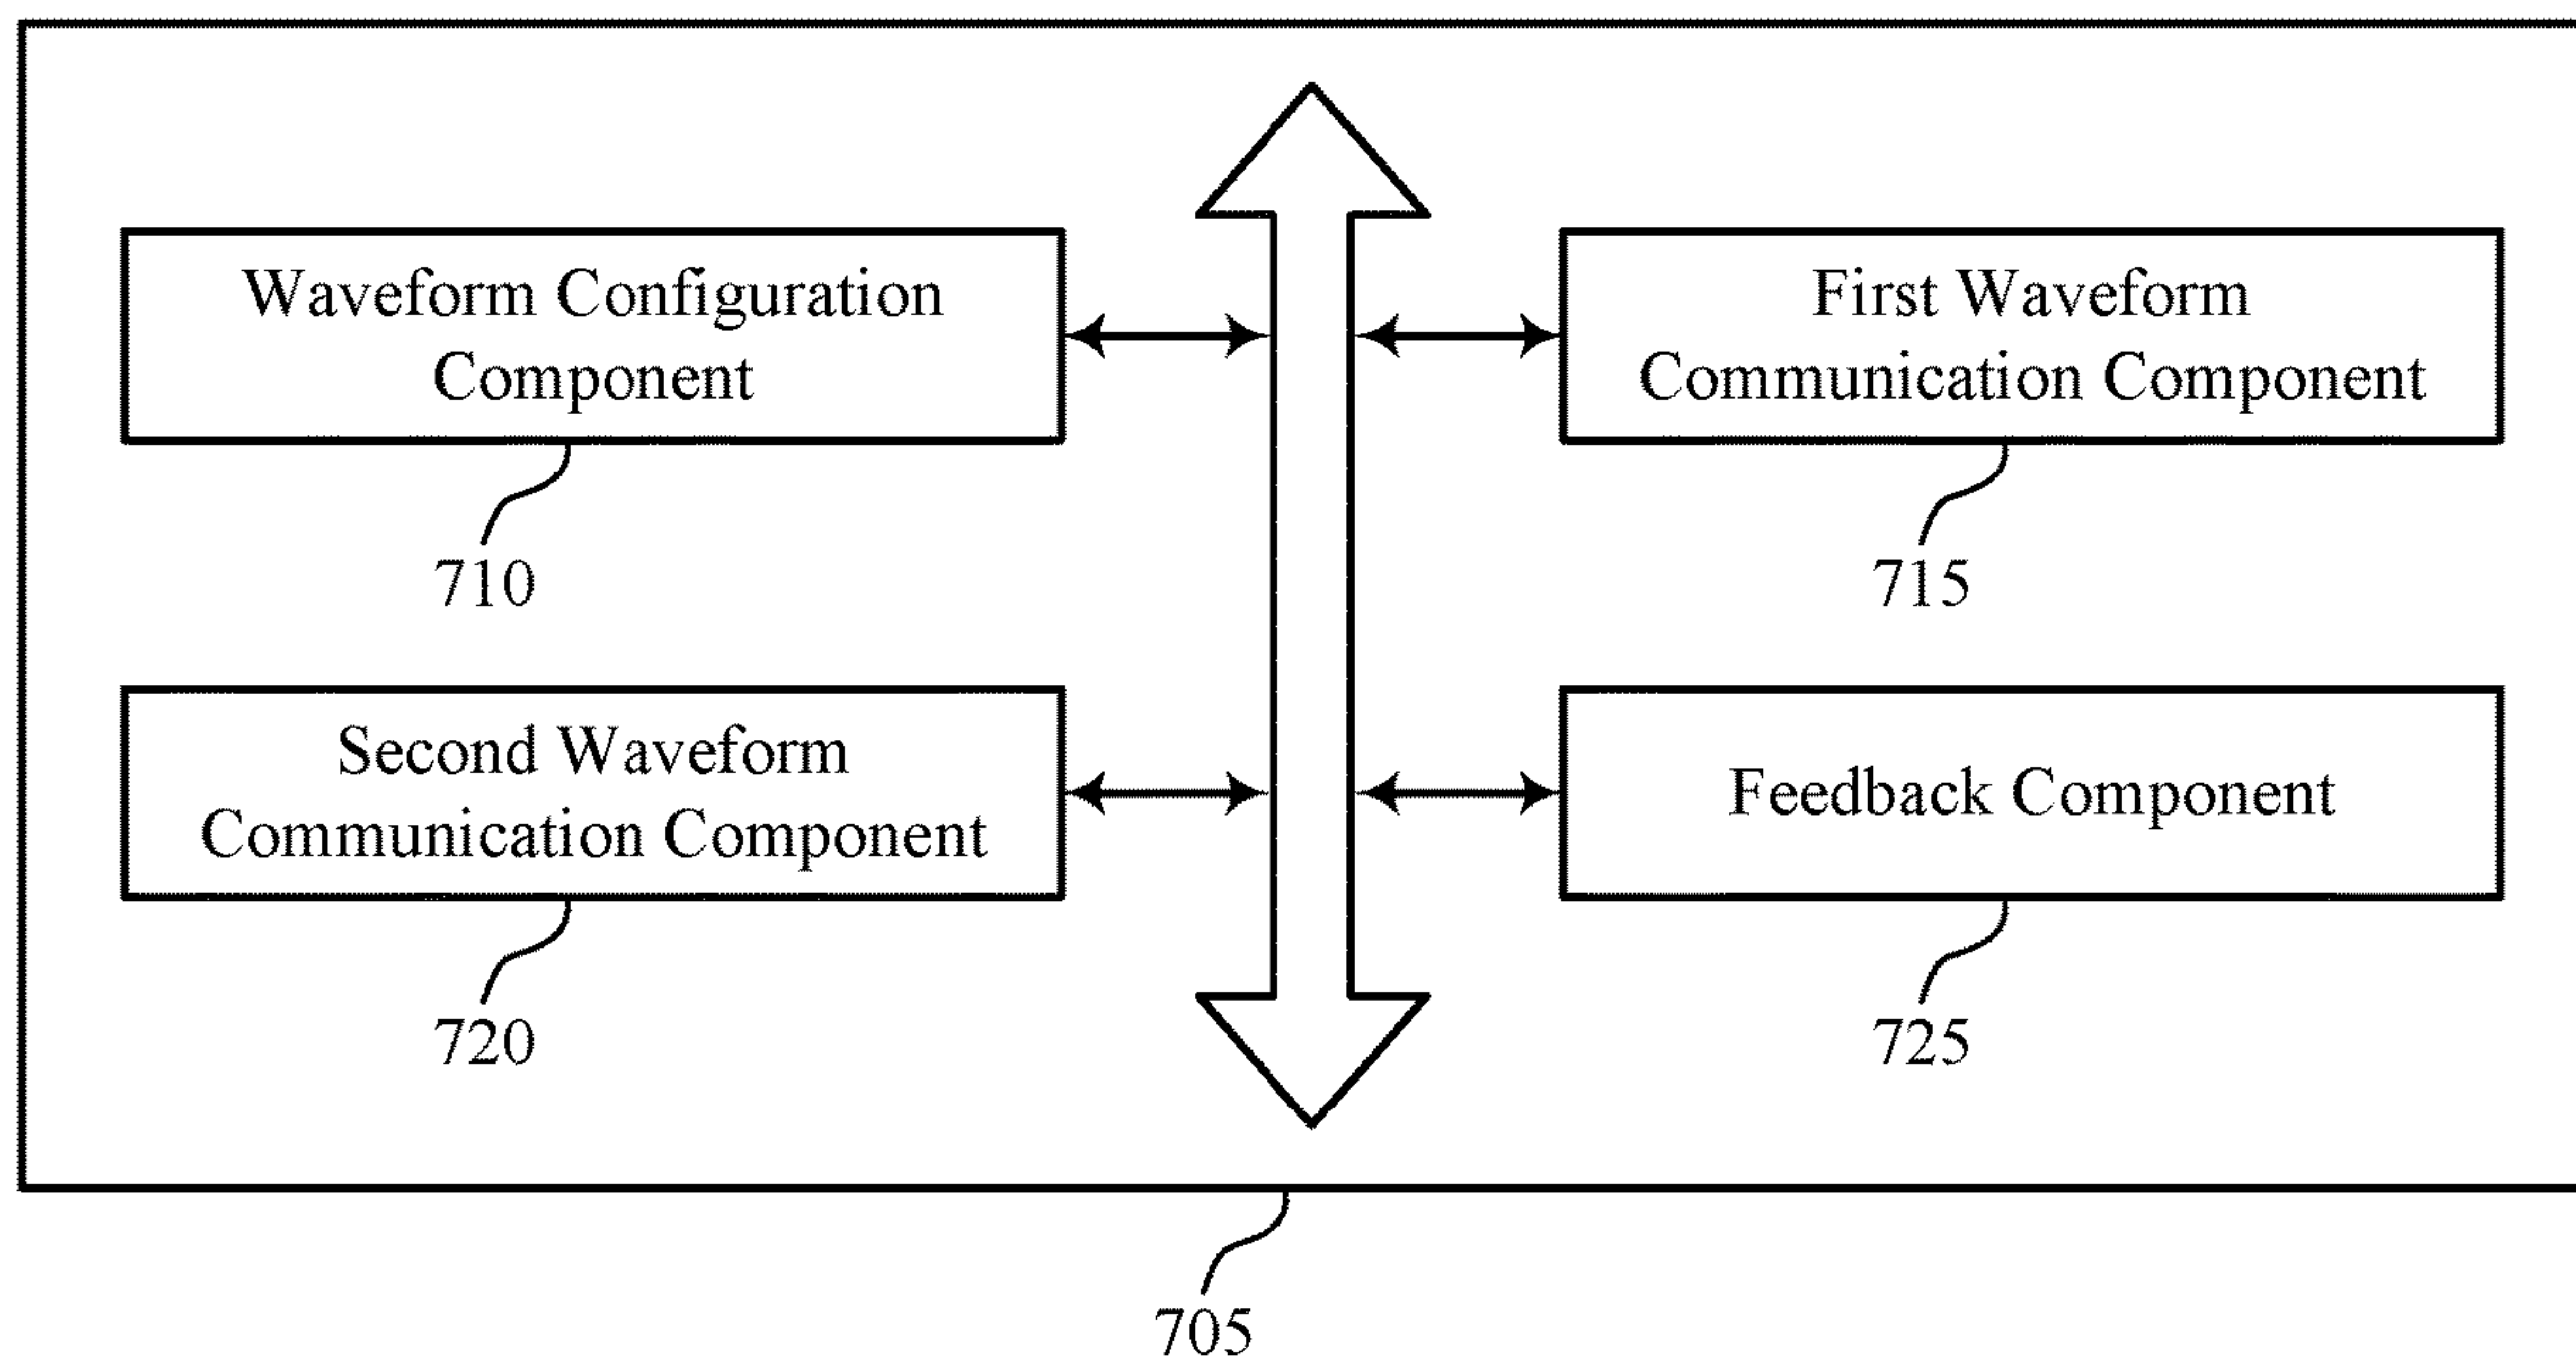 Waveform Configuration
Component
710
First Waveform
Communication Component
715
Second Waveform
Communication Component
720
Feedback Component
725
705